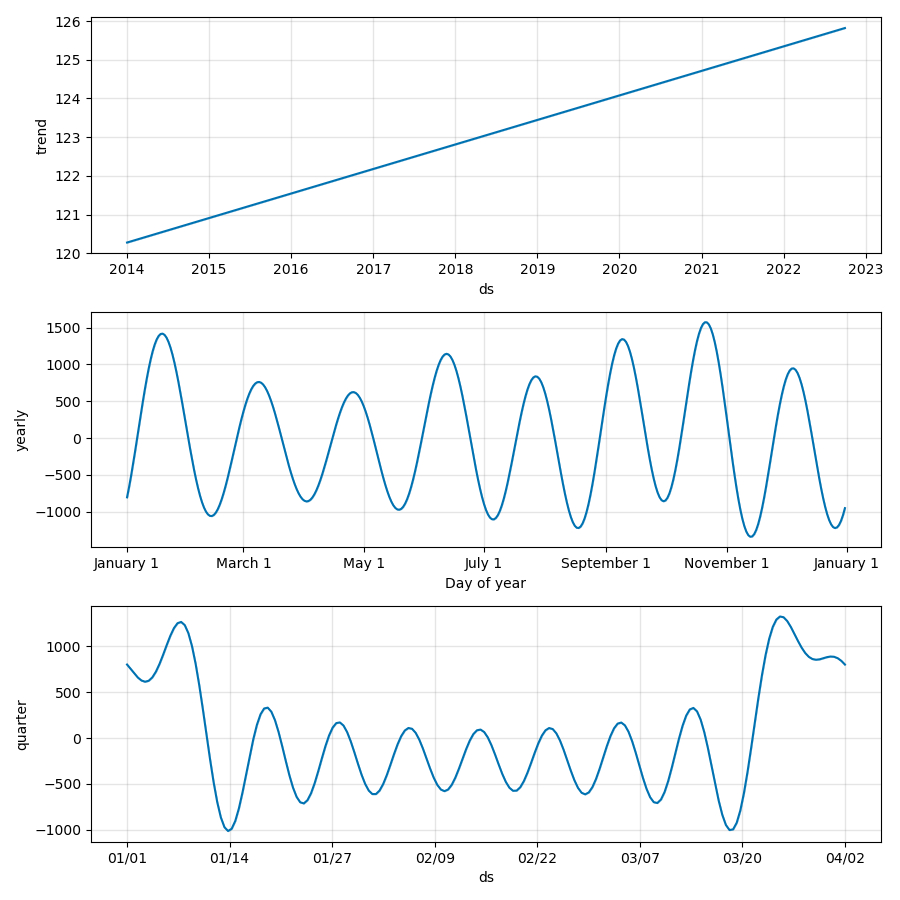 126
125
124
123
122
121
120
trend
2014 2015 2016 2017 2018 2019 2020 2021 2022 2023
ds
1500
1000
500
0
−500
−1000
yearly
January 1 March 1 May 1 July 1 September 1 November 1 January 1
Day of year
1000
500
0
−500
−1000
quarter
01/01 01/14 01/27 02/09 02/22 03/07 03/20 04/02
ds